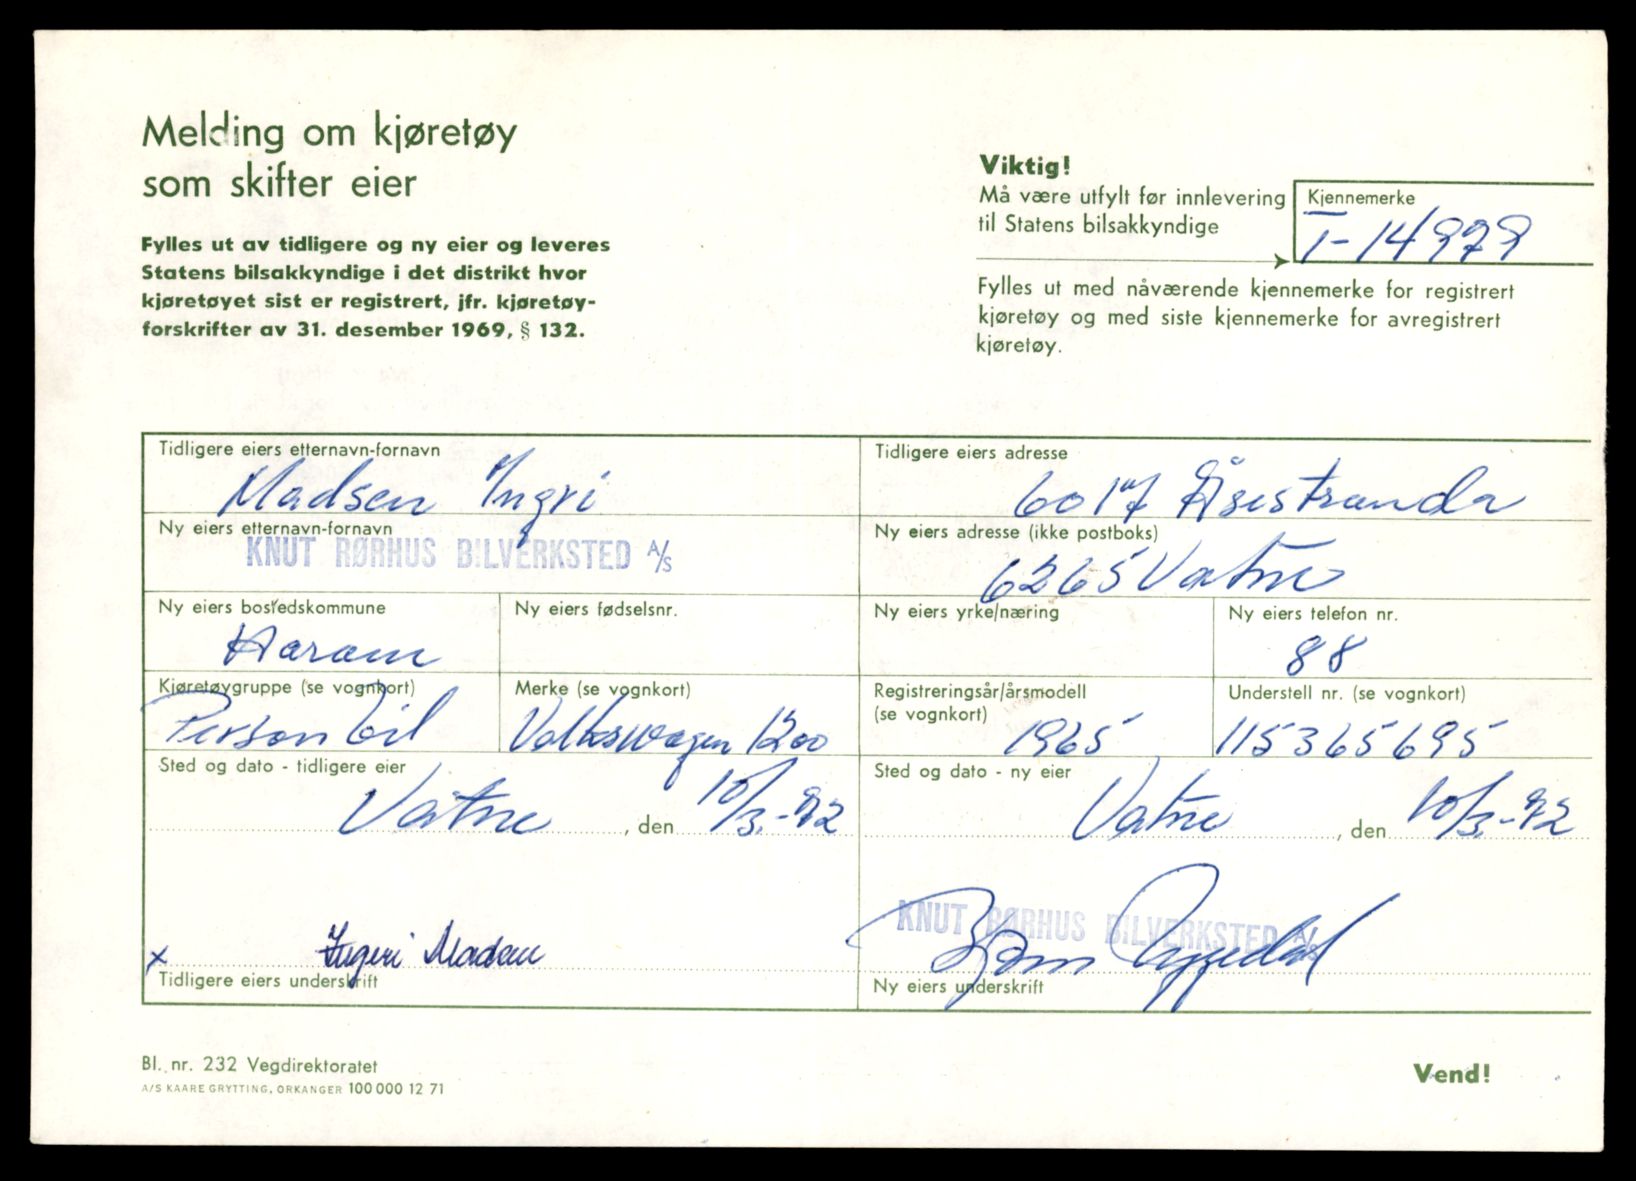 Melding om kjøretøy
som skifter eier
Fylles ut av tidligere og ny eier og leveres
Statens bilsakkyndige i det distrikt hvor
kjøretøyet sist er registrert, jfr. kjøretøy-
forskrifter av 31. desember 1969, § 132.
Viktig!
Må være utfylt før innlevering
til Statens bilsakkyndige
Kjennemerke
T-14979
Fylles ut med nåværende kjennemerke for registrert
kjøretøy og med siste kjennemerke for avregistrert
kjøretøy.
Tidligere eiers etternavn-fornavn
Madsen Ingri
Tidligere eiers adresse
6017 Åsestranda
Ny eiers etternavn-fornavn
KNUT RØRHUS BILVERKSTED A/S
Ny eiers adresse (ikke postboks)
6265 Vatne
Ny eiers bostedskommune
Haram
Ny eiers fødselsnr.
Ny eiers yrke/næring
Ny eiers telefon nr.
88
Kjøretøygruppe (se vognkort)
Personbil
Merke (se vognkort)
Volkswagen 1200
Registreringsår/årsmodell
(se vognkort)
1965
Understell nr. (se vognkort)
115365695
Sted og dato - tidligere eier
Vatne, den 10/3.-72
Sted og dato - ny eier
Vatne, den 10/3.-72
x Ingeri Madsen
Tidligere eiers underskrift
KNUT RØRHUS BILVERKSTED A/S
Ny eiers underskrift
Bl. nr. 232 Vegdirektoratet
A/S KAARE GRYTTING, ORKANGER 100 000 12 71
Vend!